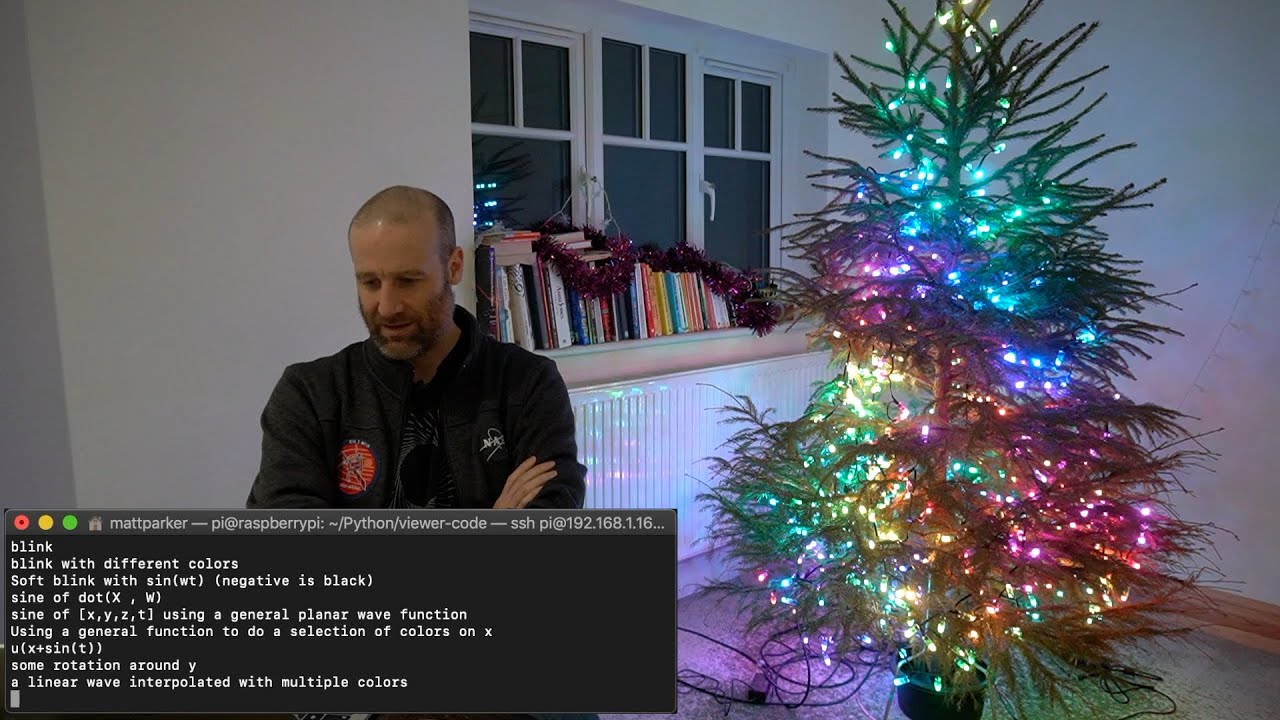 NASA
mattparker — pi@raspberrypi: ~/Python/viewer-code — ssh pi@192.168.1.16...
blink
blink with different colors
Soft blink with sin(wt) (negative is black)
sine of dot(X , W)
sine of [x,y,z,t] using a general planar wave function
Using a general function to do a selection of colors on x
u(x+sin(t))
some rotation around y
a linear wave interpolated with multiple colors